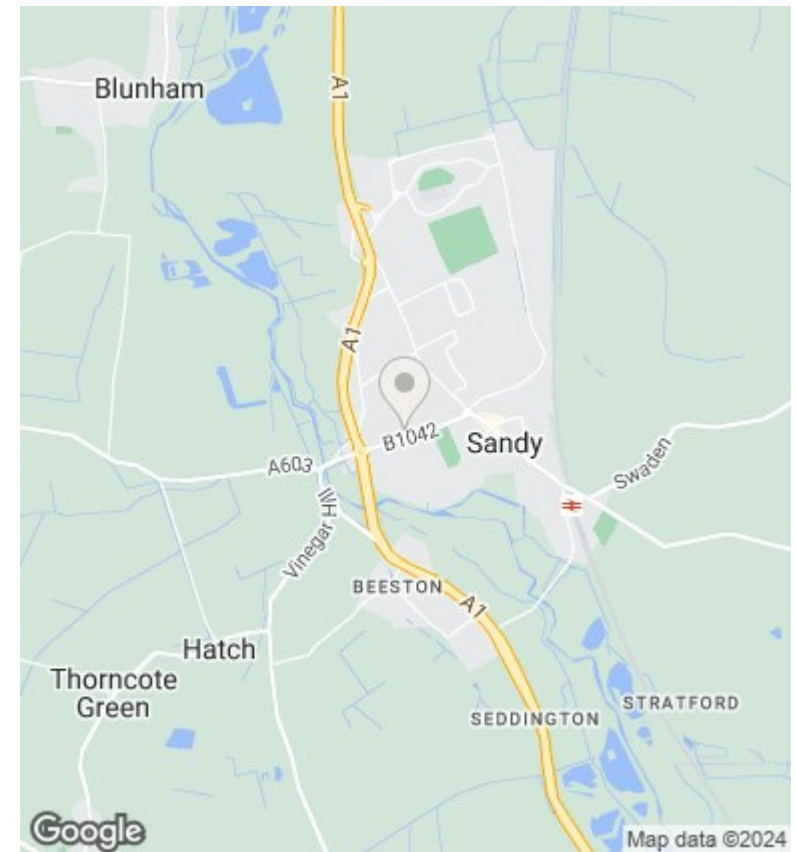 Blunham
A1
A1
B1042
Sandy
A603
Swaden
Vinegar Hill
BEESTON
A1
Hatch
Thorncote
Green
STRATFORD
SEDDINGTON
Google
Map data ©2024